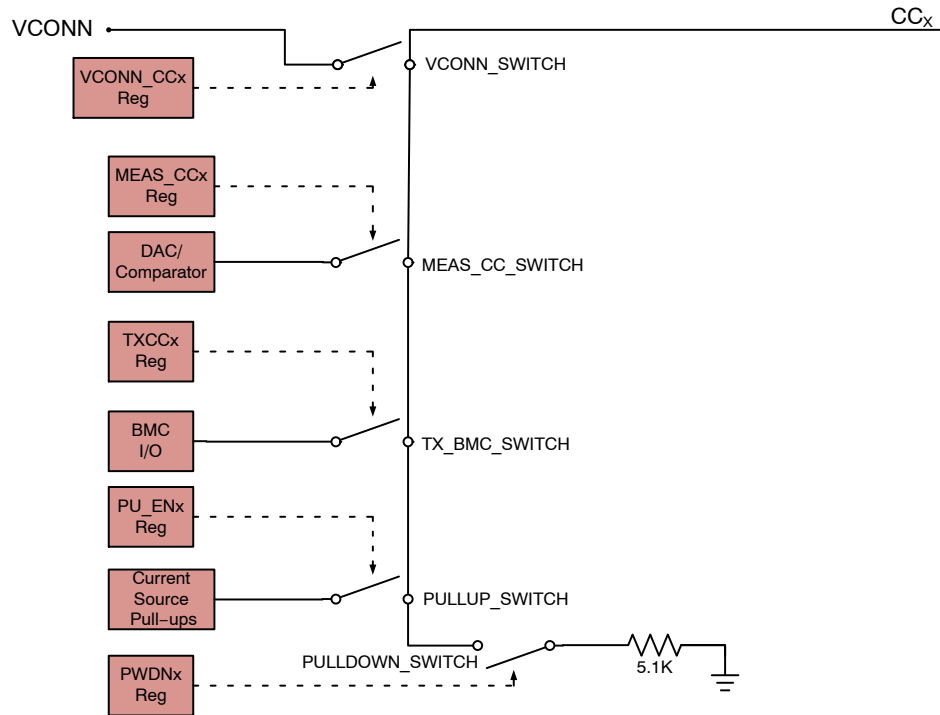 VCONN
CCX
VCONN_SWITCH
VCONN_CCx
Reg
MEAS_CCx
Reg
DAC/
Comparator
MEAS_CC_SWITCH
TXCCx
Reg
BMC
I/O
TX_BMC_SWITCH
PU_ENx
Reg
Current
Source
Pull−ups
PULLUP_SWITCH
PULLDOWN_SWITCH
5.1K
PWDNx
Reg